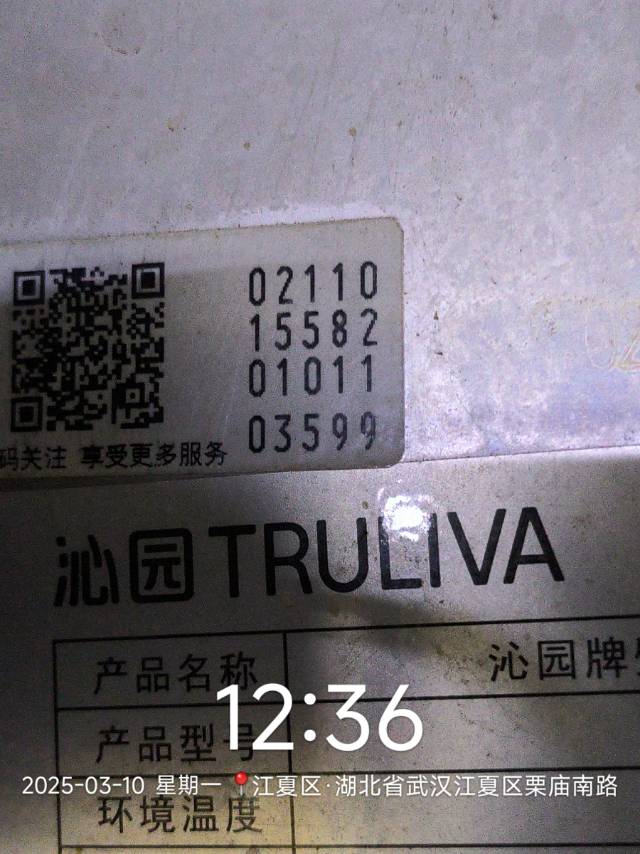 02110
15582
01011
03599
码关注 享受更多服务
沁园 TRULIVA
产品名称 沁园牌
产品型号
12:36
2025-03-10 星期一 📍江夏区·湖北省武汉江夏区栗庙南路
环境温度